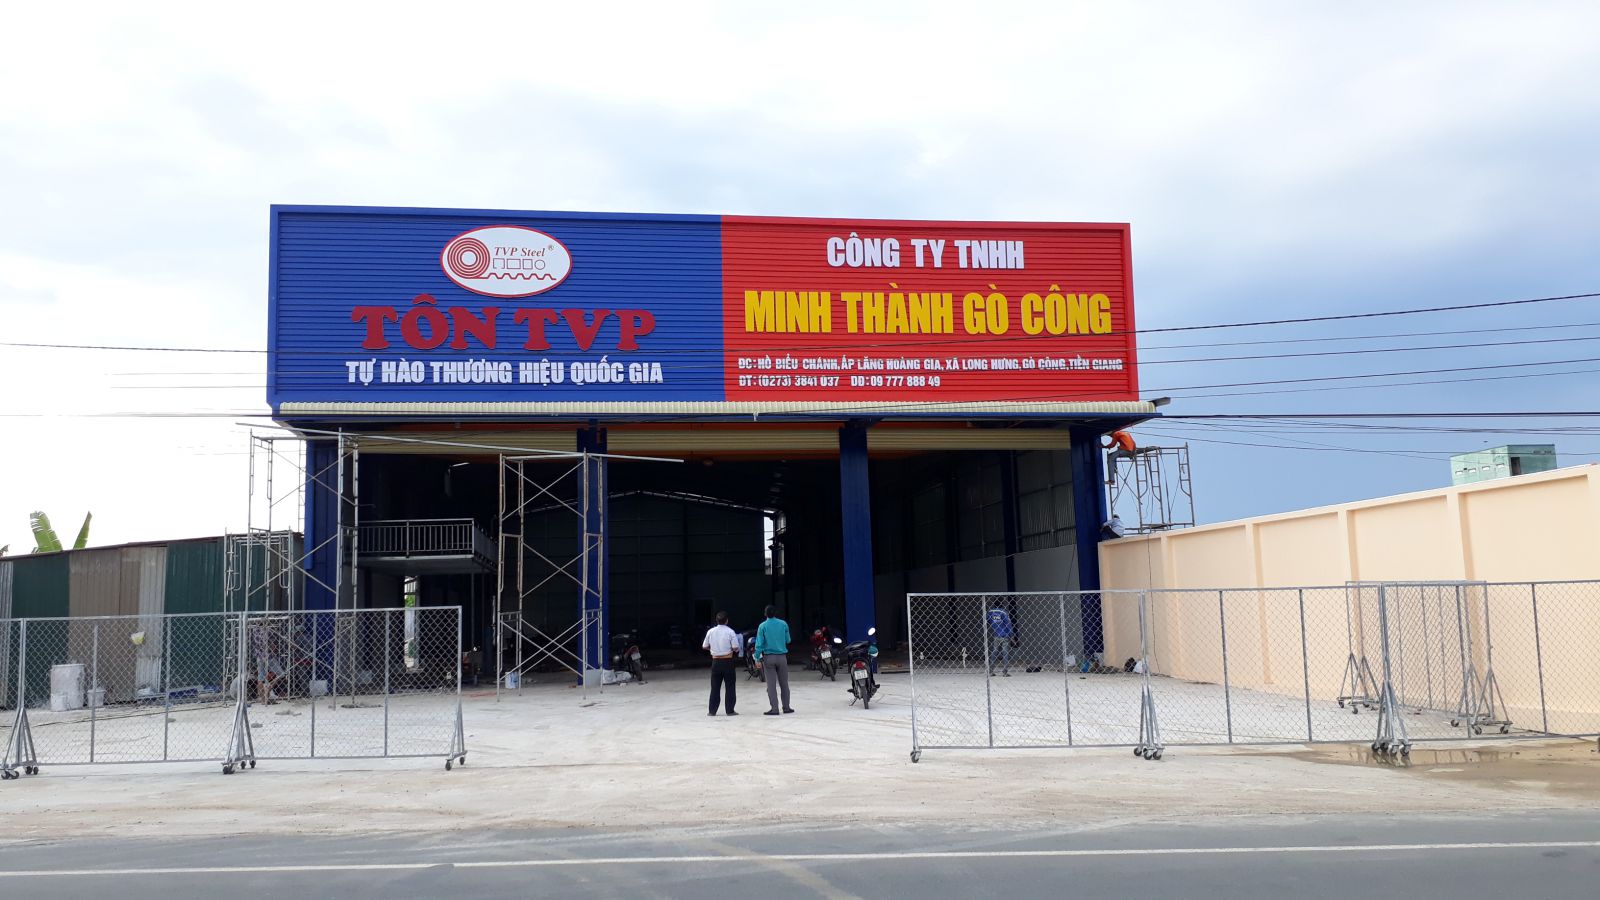 TVP Steel ®
TÔN TVP
TỰ HÀO THƯƠNG HIỆU QUỐC GIA
CÔNG TY TNHH
MINH THÀNH GÒ CÔNG
ĐC: HỒ BIỂU CHÁNH, ẤP LĂNG HOÀNG GIA, XÃ LONG HƯNG, GÒ CÔNG, TIỀN GIANG
ĐT: (0273) 3841 037 DĐ: 09 777 888 49